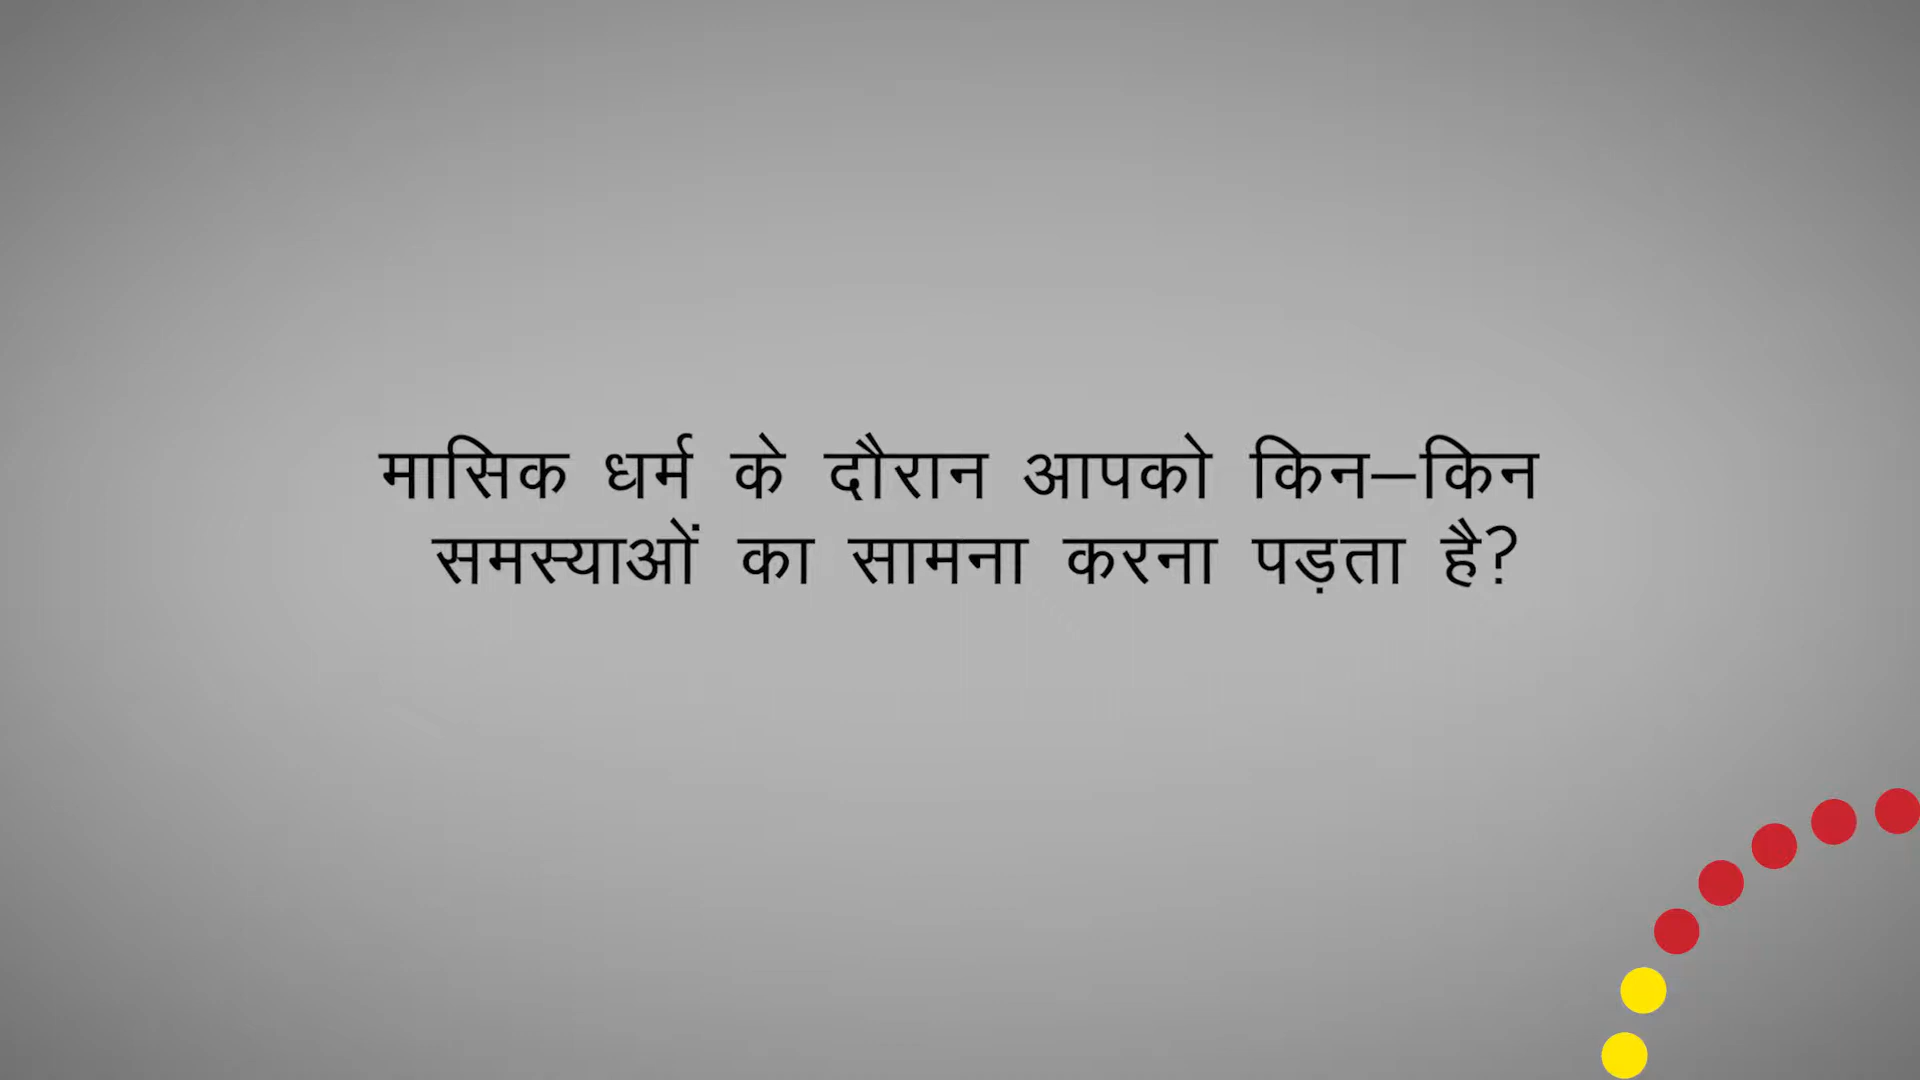 मासिक धर्म के दौरान आपको किन–किन
समस्याओं का सामना करना पड़ता है?